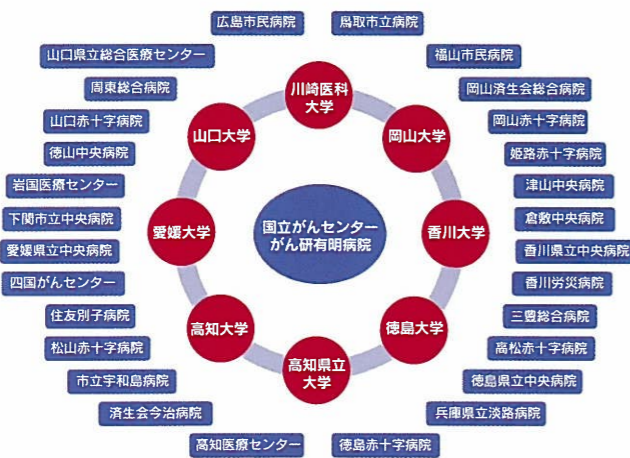 広島市民病院
鳥取市立病院
山口県立総合医療センター
福山市民病院
周東総合病院
岡山済生会総合病院
山口赤十字病院
岡山赤十字病院
徳山中央病院
姫路赤十字病院
岩国医療センター
津山中央病院
下関市立中央病院
倉敷中央病院
愛媛県立中央病院
香川県立中央病院
四国がんセンター
香川労災病院
住友別子病院
三豊総合病院
松山赤十字病院
高松赤十字病院
市立宇和島病院
徳島県立中央病院
済生会今治病院
兵庫県立淡路病院
高知医療センター
徳島赤十字病院
川崎医科
大学
山口大学
岡山大学
愛媛大学
香川大学
高知大学
徳島大学
高知県立
大学
国立がんセンター
がん研有明病院